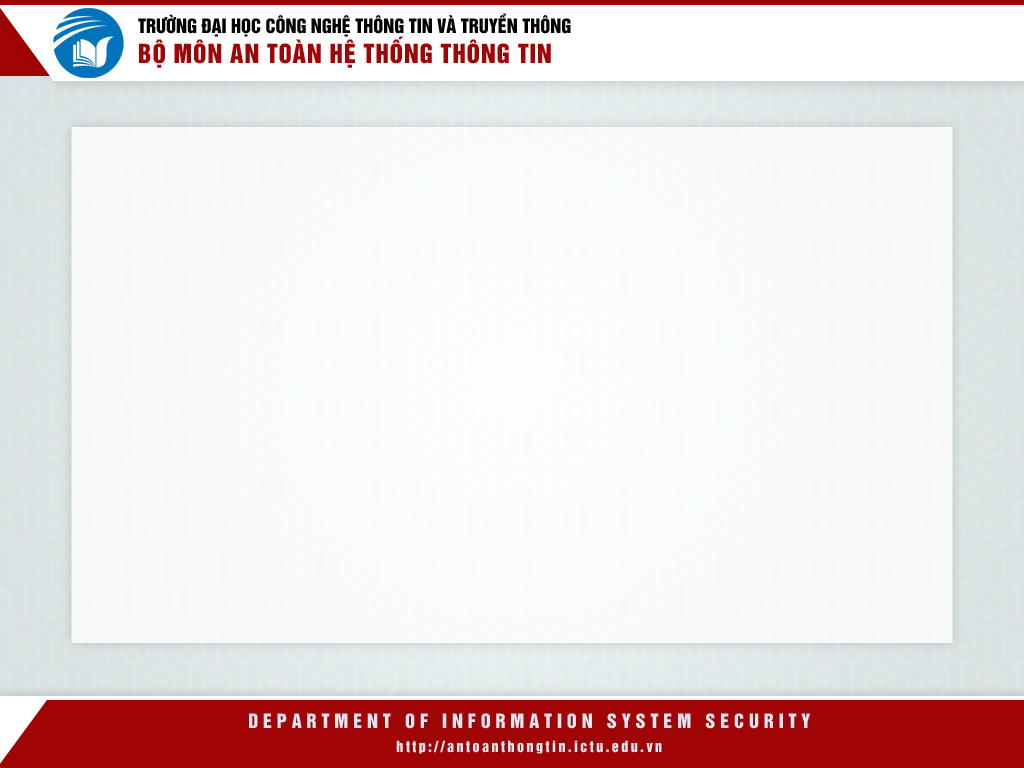 TRƯỜNG ĐẠI HỌC CÔNG NGHỆ THÔNG TIN VÀ TRUYỀN THÔNG
BỘ MÔN AN TOÀN HỆ THỐNG THÔNG TIN
DEPARTMENT OF INFORMATION SYSTEM SECURITY
http://antoanthongtin.ictu.edu.vn